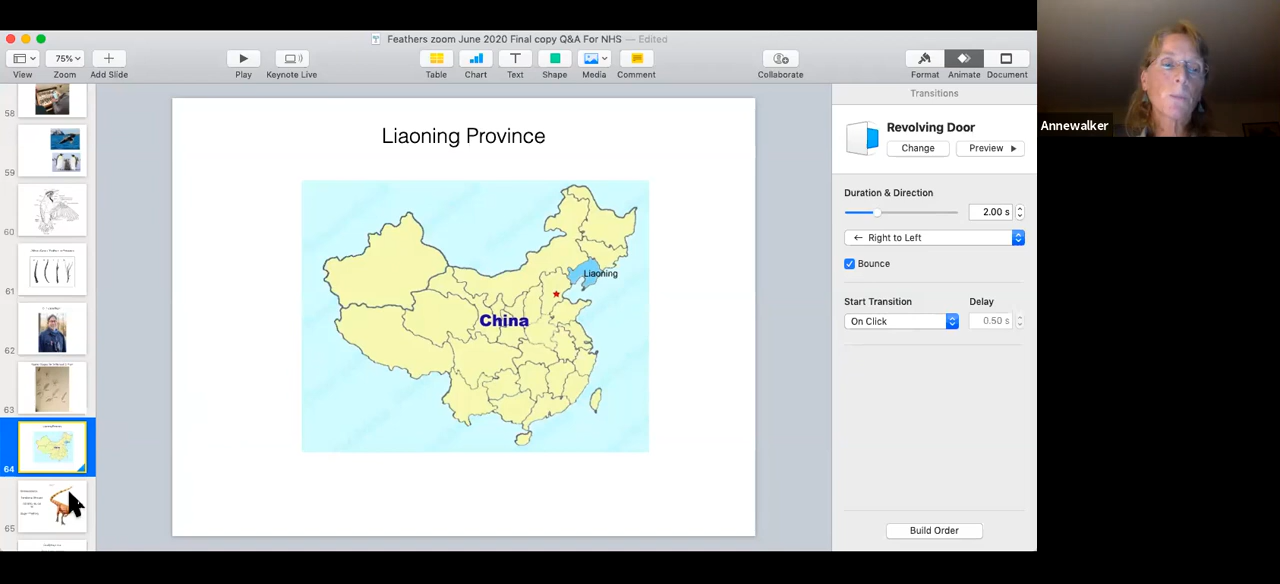 Feathers zoom June 2020 Final copy Q&A For NHS — Edited
75%
View Zoom Add Slide Play Keynote Live Table Chart Text Shape Media Comment Collaborate Format Animate Document
Transitions
Revolving Door
Change Preview
Duration & Direction
2.00 s
← Right to Left
Bounce
Start Transition Delay
On Click 0.50 s
Build Order
58
59
60
61
62
63
64
65
Liaoning Province
Liaoning
China
Annewalker